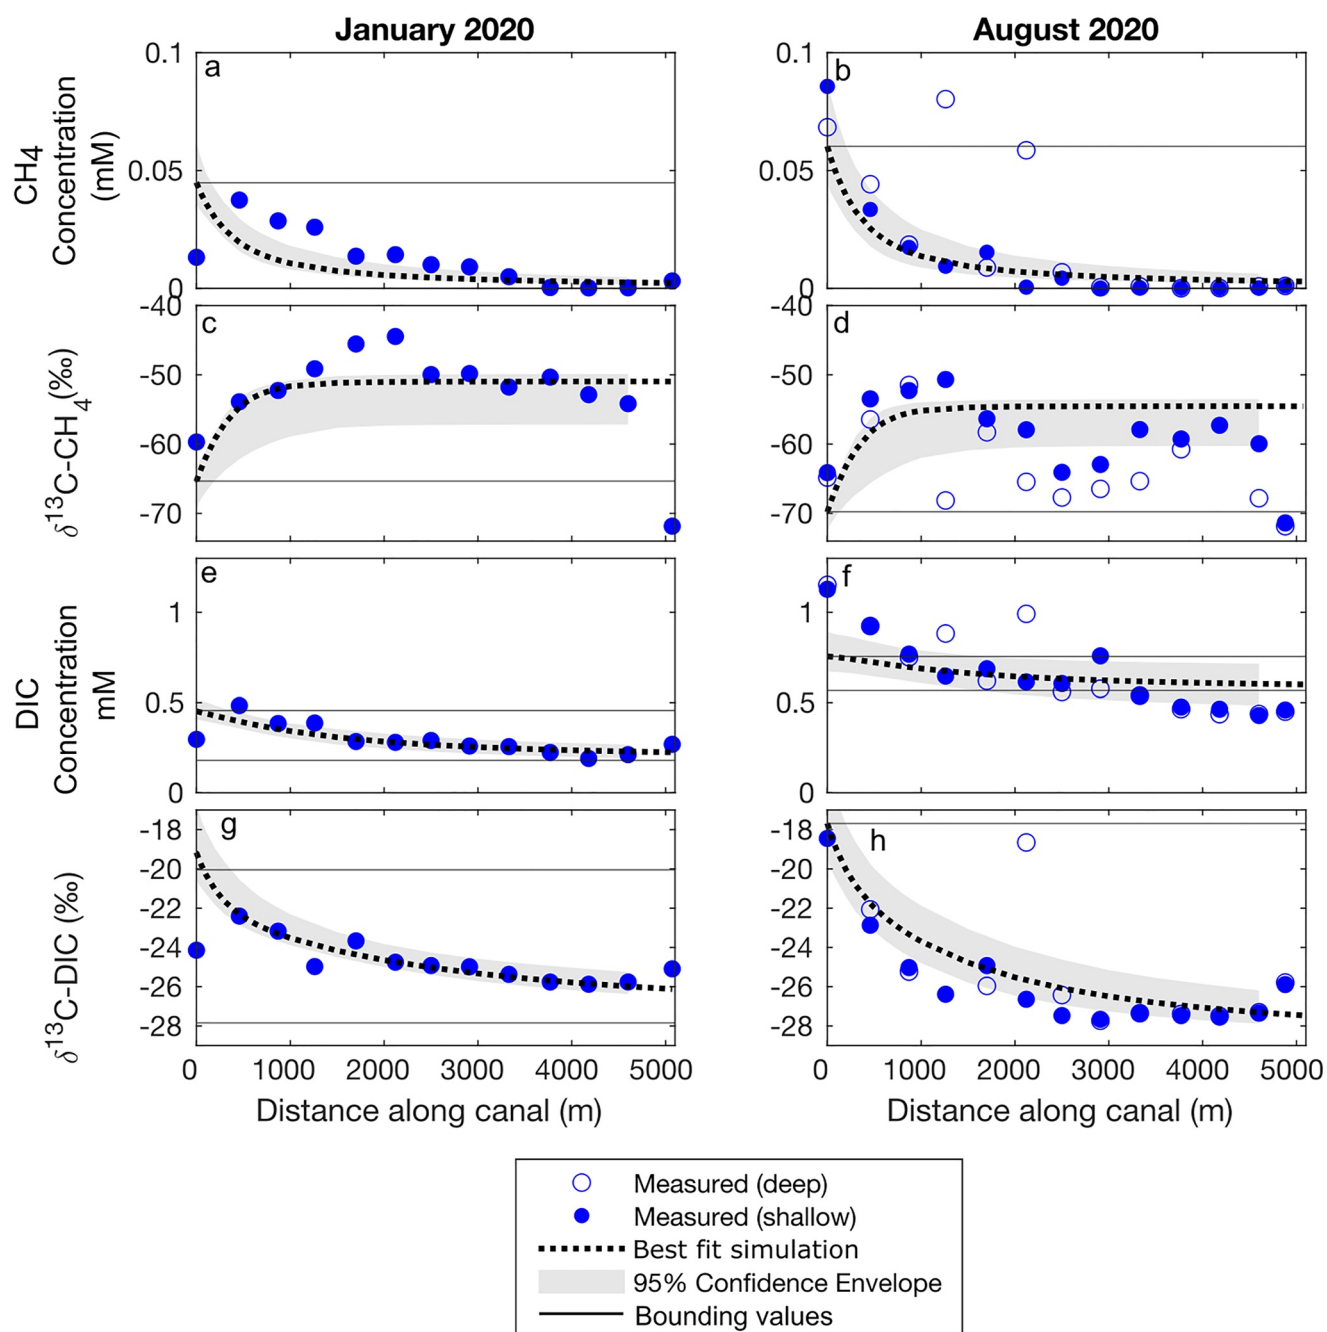 January 2020
August 2020
CH4
Concentration
(mM)
0.1
0.05
0
a
0.1
0.05
0
b
δ13C-CH4(‰)
-40
-50
-60
-70
c
-40
-50
-60
-70
d
DIC
Concentration
mM
1
0.5
0
e
1
0.5
0
f
δ13C-DIC (‰)
-18
-20
-22
-24
-26
-28
g
-18
-20
-22
-24
-26
-28
h
0 1000 2000 3000 4000 5000
0 1000 2000 3000 4000 5000
Distance along canal (m)
Distance along canal (m)
Measured (deep)
Measured (shallow)
Best fit simulation
95% Confidence Envelope
Bounding values